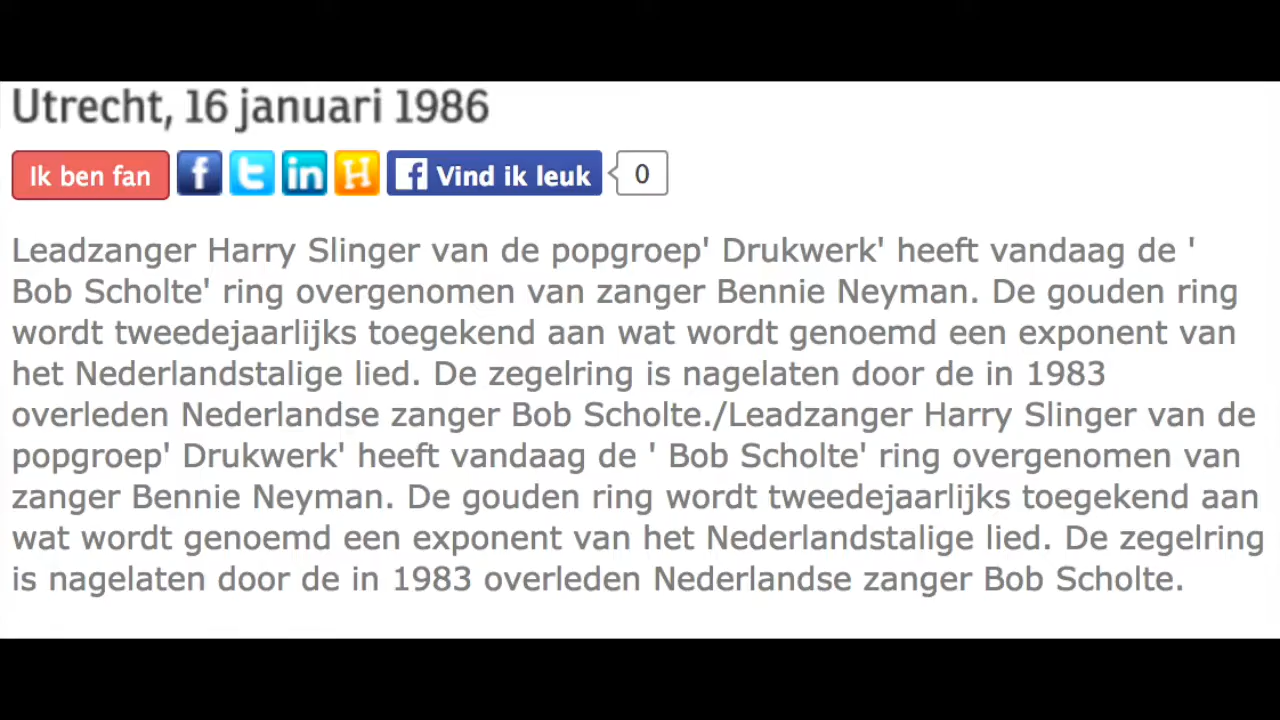 Utrecht, 16 januari 1986
Ik ben fan f t in H f Vind ik leuk 0
Leadzanger Harry Slinger van de popgroep' Drukwerk' heeft vandaag de '
Bob Scholte' ring overgenomen van zanger Bennie Neyman. De gouden ring
wordt tweedejaarlijks toegekend aan wat wordt genoemd een exponent van
het Nederlandstalige lied. De zegelring is nagelaten door de in 1983
overleden Nederlandse zanger Bob Scholte./Leadzanger Harry Slinger van de
popgroep' Drukwerk' heeft vandaag de ' Bob Scholte' ring overgenomen van
zanger Bennie Neyman. De gouden ring wordt tweedejaarlijks toegekend aan
wat wordt genoemd een exponent van het Nederlandstalige lied. De zegelring
is nagelaten door de in 1983 overleden Nederlandse zanger Bob Scholte.